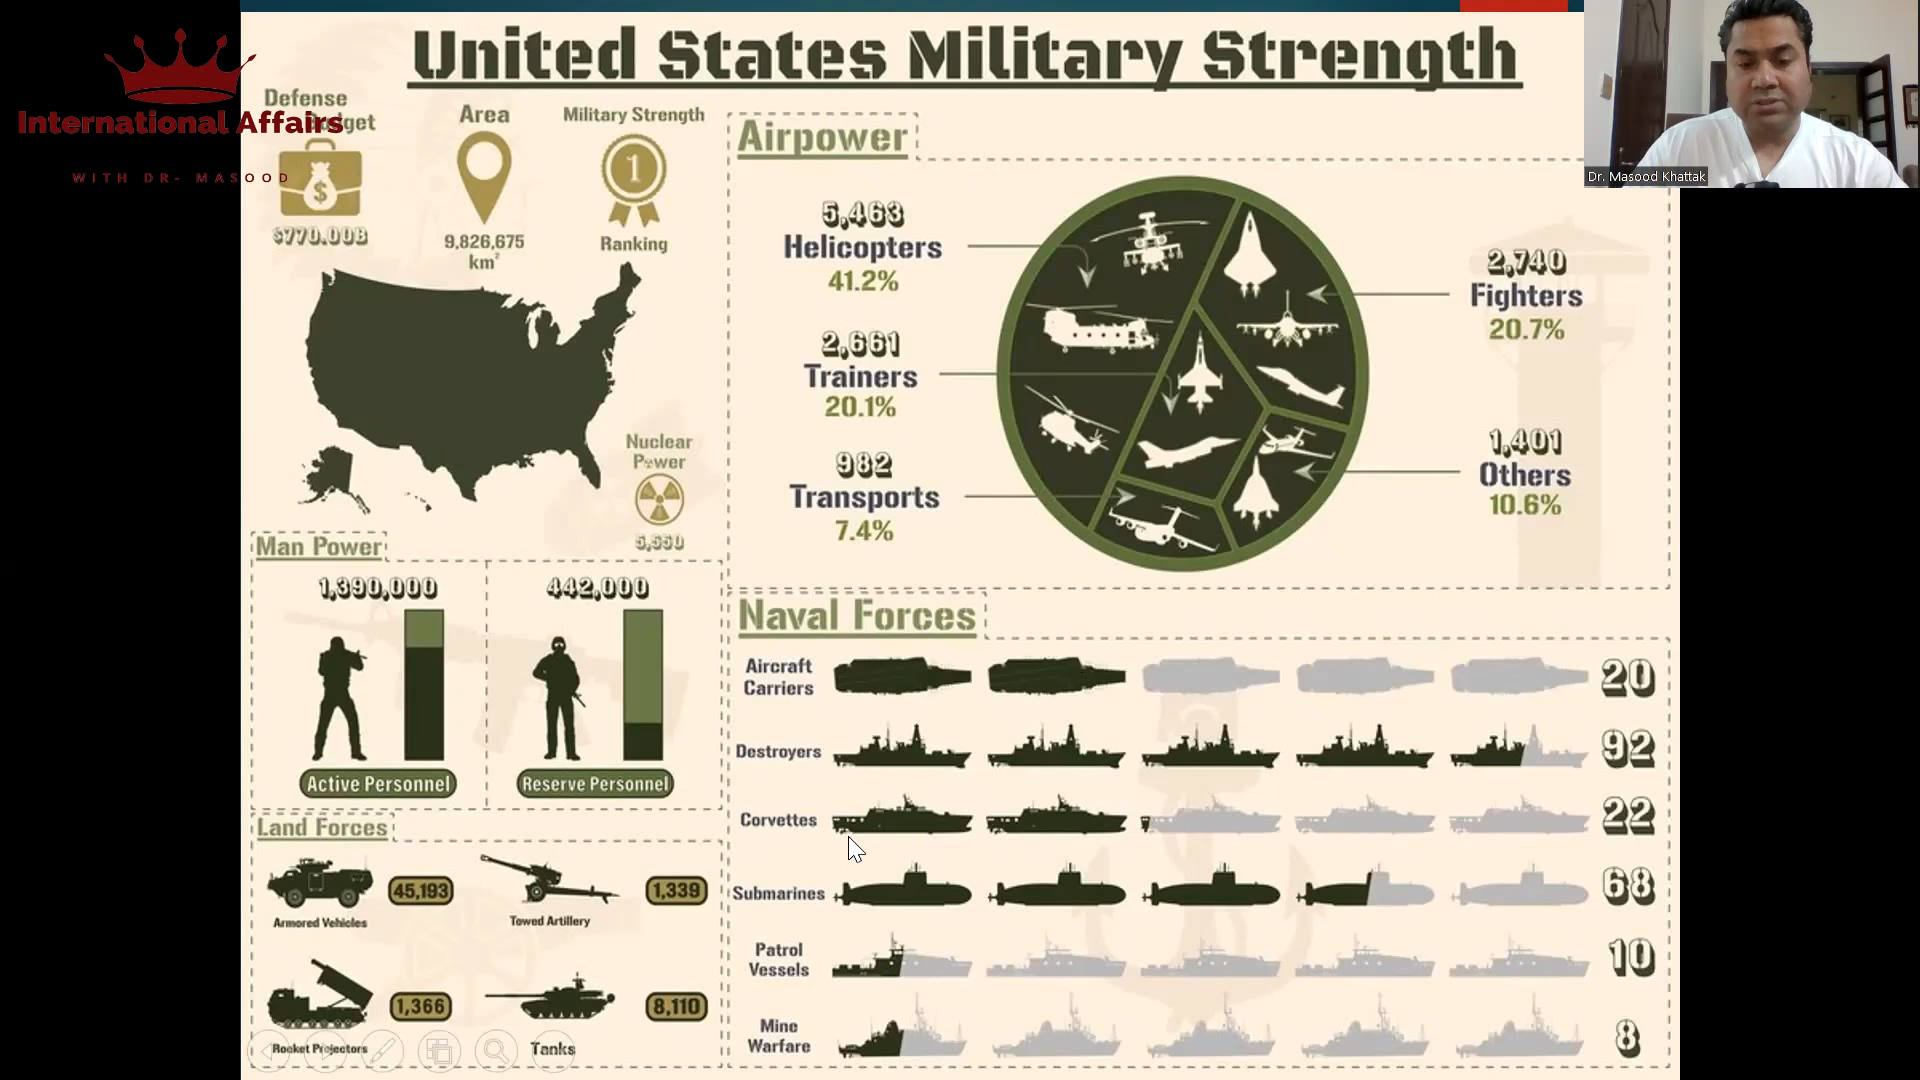 United States Military Strength
International Affairs
WITH DR- MASOOD
Defense
Budget
$770.00B
Area
9,826,675
km²
Military Strength
1
Ranking
Nuclear
Power
5,550
Man Power
1,390,000
Active Personnel
442,000
Reserve Personnel
Land Forces
45,193
Armored Vehicles
1,339
Towed Artillery
1,366
Rocket Projectors
8,110
Tanks
Airpower
5,463
Helicopters
41.2%
2,661
Trainers
20.1%
982
Transports
7.4%
2,740
Fighters
20.7%
1,401
Others
10.6%
Naval Forces
Aircraft
Carriers
20
Destroyers
92
Corvettes
22
Submarines
68
Patrol
Vessels
10
Mine
Warfare
8
Dr. Masood Khattak